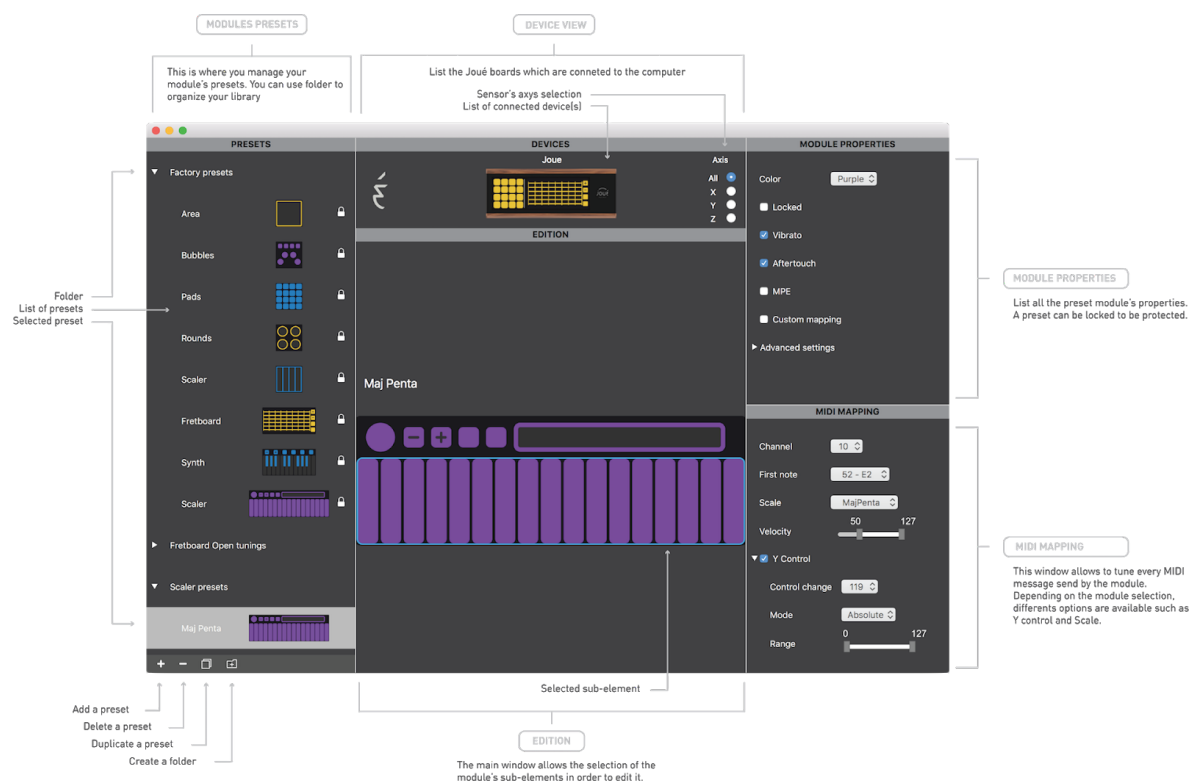 MODULES PRESETS
DEVICE VIEW
This is where you manage your
module's presets. You can use folder to
organize your library
List the Joué boards which are conneted to the computer
Sensor's axys selection
List of connected device(s)
PRESETS
DEVICES
MODULE PROPERTIES
Factory presets
Area
Bubbles
Pads
Rounds
Scaler
Fretboard
Synth
Scaler
Fretboard Open tunings
Scaler presets
Maj Penta
Joue
Axis
All
X
Y
Z
EDITION
Maj Penta
Color
Purple
Locked
Vibrato
Aftertouch
MPE
Custom mapping
Advanced settings
MIDI MAPPING
Channel
10
First note
52 - E2
Scale
MajPenta
Velocity
50
127
Y Control
Control change
119
Mode
Absolute
Range
0
127
Folder
List of presets
Selected preset
MODULE PROPERTIES
List all the preset module's properties.
A preset can be locked to be protected.
MIDI MAPPING
This window allows to tune every MIDI
message send by the module.
Depending on the module selection,
differents options are available such as
Y control and Scale.
Add a preset
Delete a preset
Duplicate a preset
Create a folder
Selected sub-element
EDITION
The main window allows the selection of the
module's sub-elements in order to edit it.